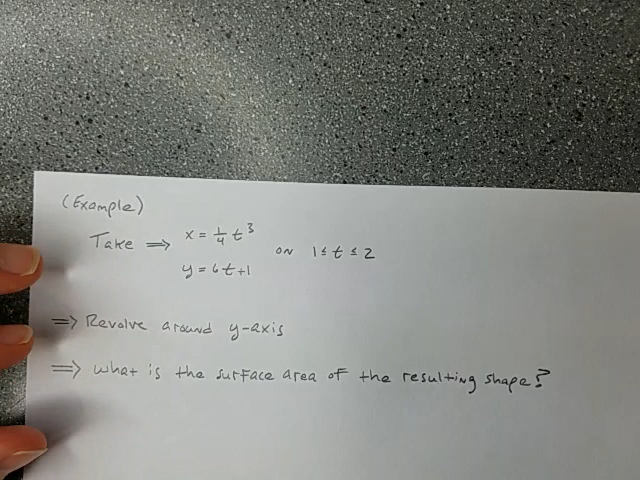 (Example)
Take ⇒ x = 1/4 t³
y = 6t+1
on 1 ≤ t ≤ 2
⇒ Revolve around y-axis
⇒ what is the surface area of the resulting shape?